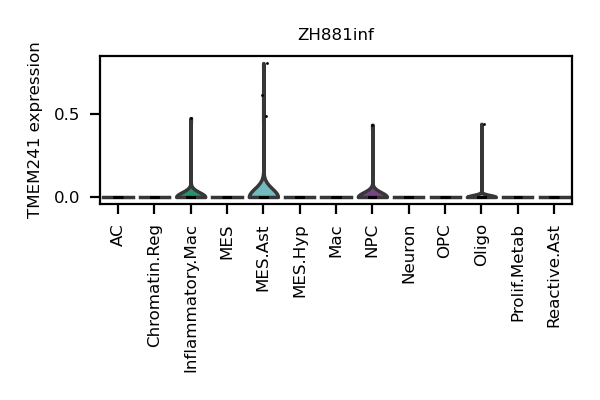 ZH881inf
TMEM241 expression
0.5
0.0
AC
Chromatin.Reg
Inflammatory.Mac
MES
MES.Ast
MES.Hyp
Mac
NPC
Neuron
OPC
Oligo
Prolif.Metab
Reactive.Ast